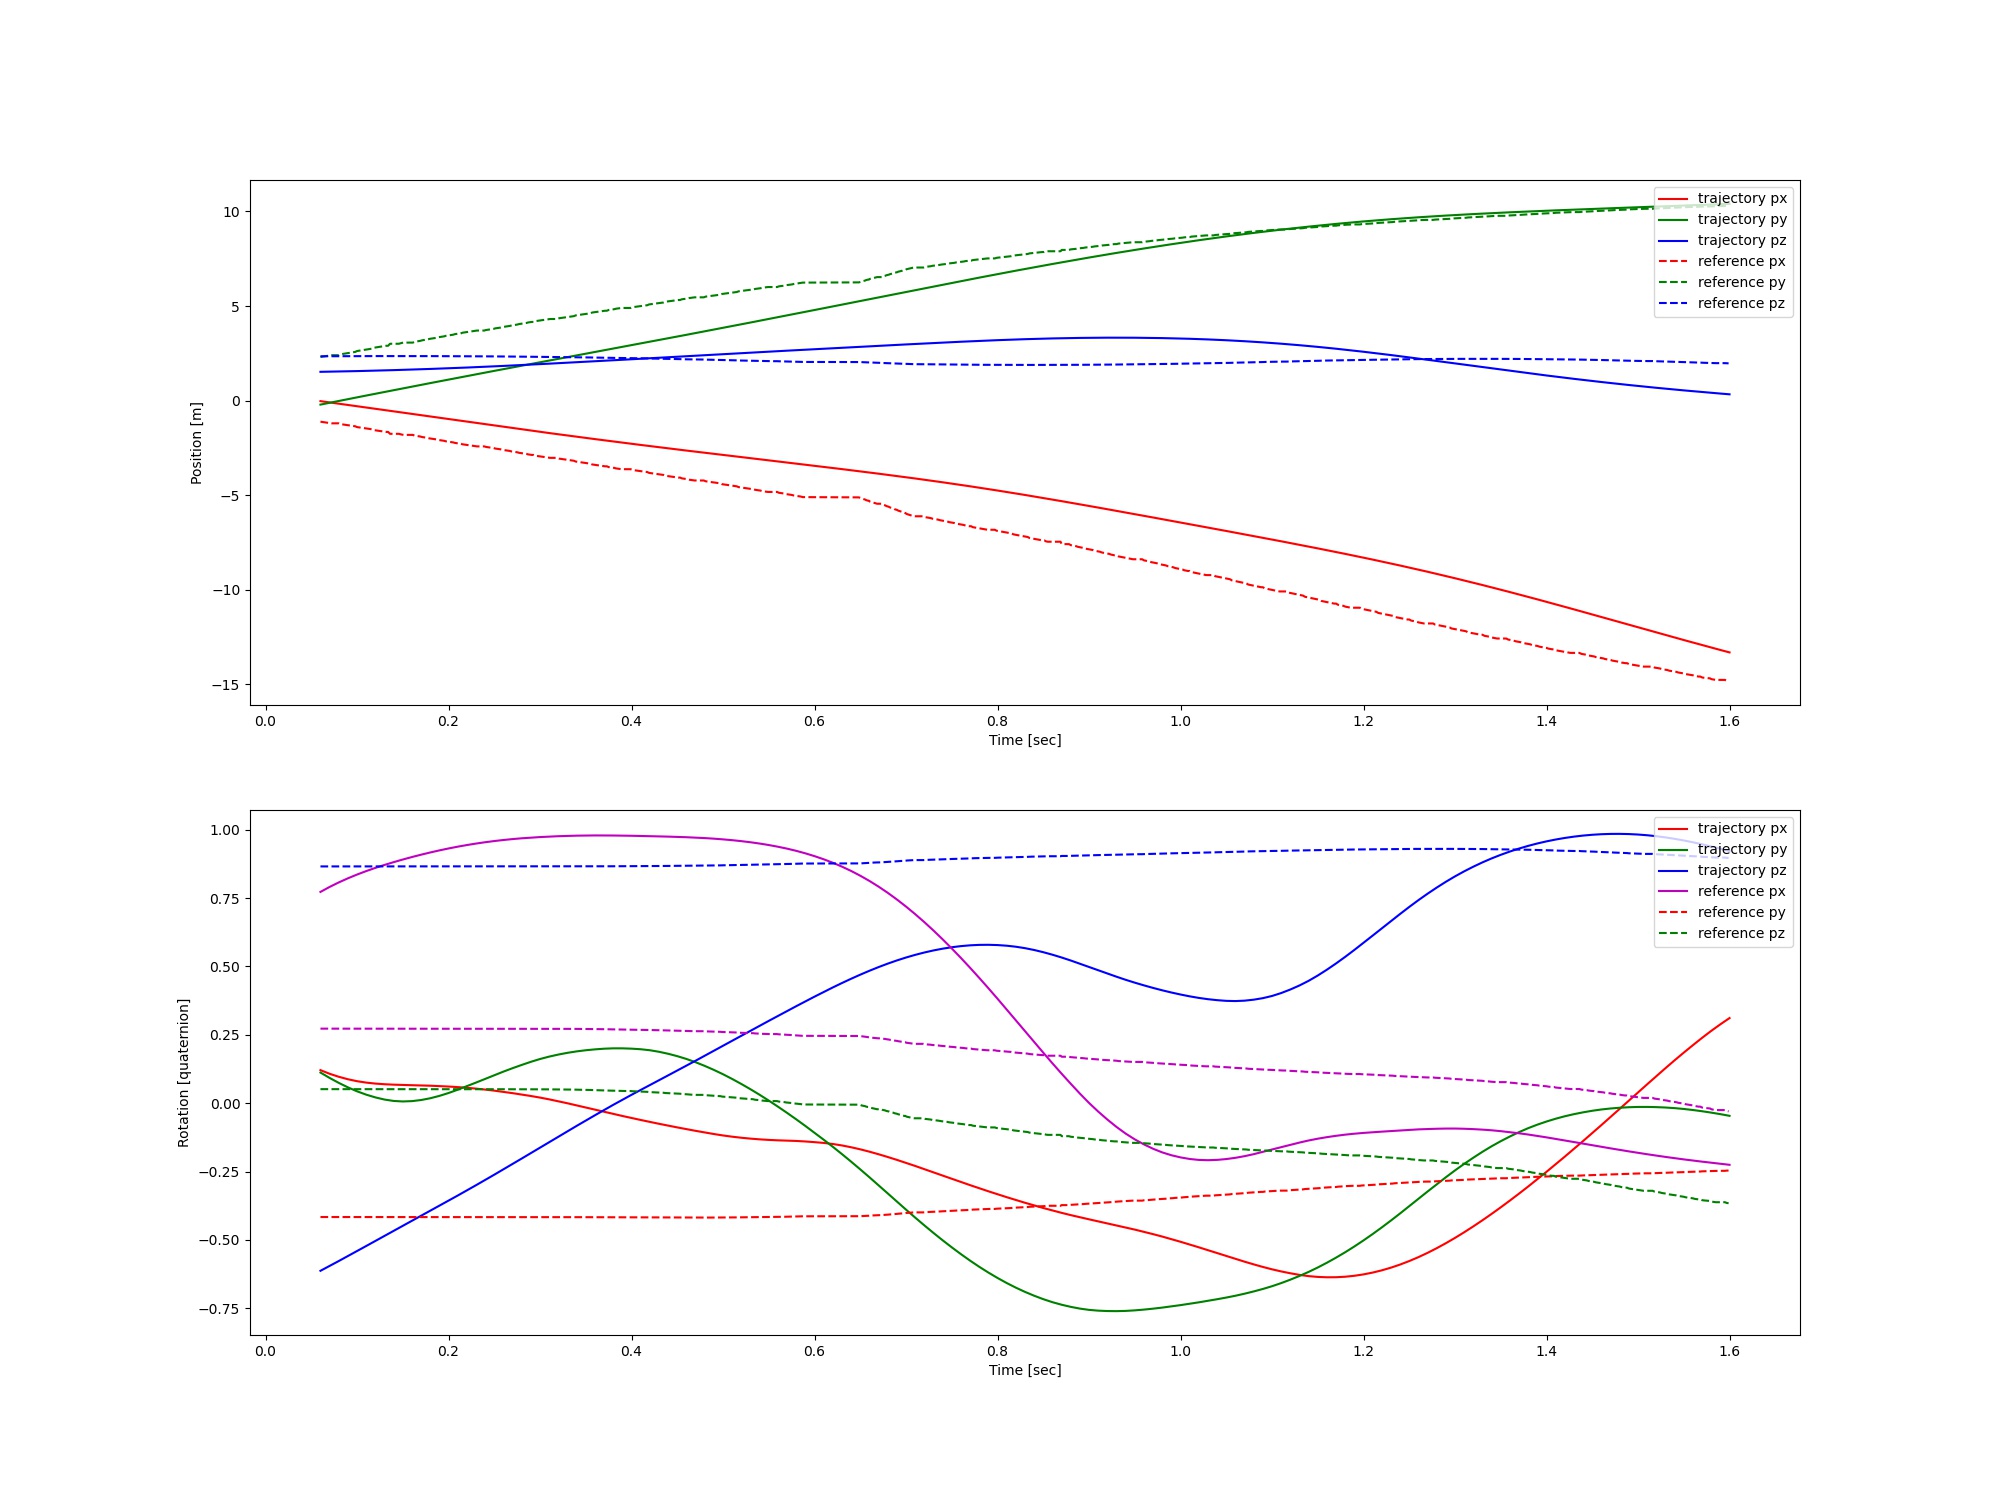 10
5
0
−5
−10
−15
Position [m]
trajectory px
trajectory py
trajectory pz
reference px
reference py
reference pz
0.0 0.2 0.4 0.6 0.8 1.0 1.2 1.4 1.6
Time [sec]
1.00
0.75
0.50
0.25
0.00
−0.25
−0.50
−0.75
Rotation [quaternion]
trajectory px
trajectory py
trajectory pz
reference px
reference py
reference pz
0.0 0.2 0.4 0.6 0.8 1.0 1.2 1.4 1.6
Time [sec]